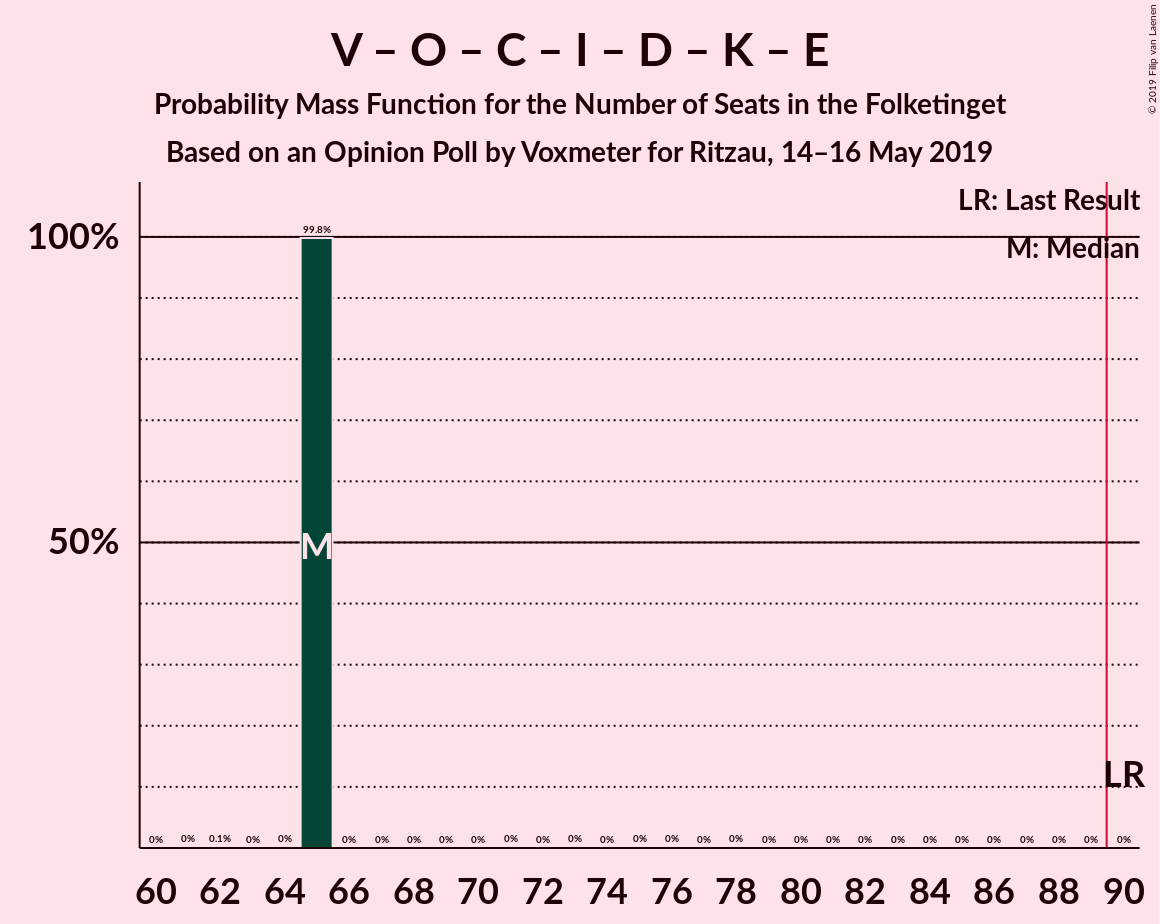 V – O – C – I – D – K – E
Probability Mass Function for the Number of Seats in the Folketinget
Based on an Opinion Poll by Voxmeter for Ritzau, 14–16 May 2019
© 2019 Filip van Laenen
LR: Last Result
M: Median
100%
50%
99.8%
M
LR
0% 0% 0.1% 0% 0% 0% 0% 0% 0% 0% 0% 0% 0% 0% 0% 0% 0% 0% 0% 0% 0% 0% 0% 0% 0% 0% 0% 0% 0% 0%
60 62 64 66 68 70 72 74 76 78 80 82 84 86 88 90